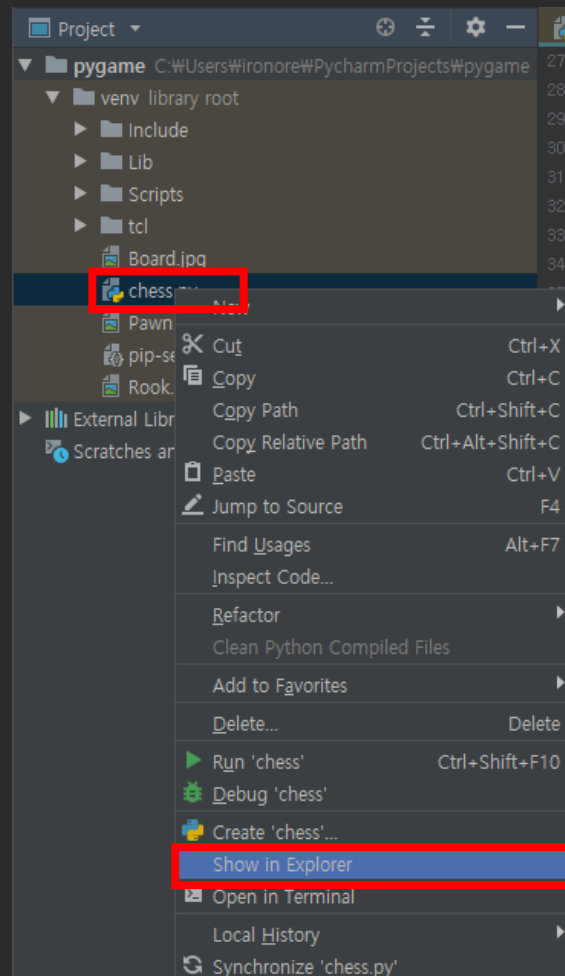 Project
pygame C:₩Users₩ironore₩PycharmProjects₩pygame
venv library root
Include
Lib
Scripts
tcl
Board.jpg
chess.py
Pawn
pip-se
Rook.
External Libr
Scratches an
27
28
29
30
31
32
33
34
New
Cut Ctrl+X
Copy Ctrl+C
Copy Path Ctrl+Shift+C
Copy Relative Path Ctrl+Alt+Shift+C
Paste Ctrl+V
Jump to Source F4
Find Usages Alt+F7
Inspect Code...
Refactor
Clean Python Compiled Files
Add to Favorites
Delete... Delete
Run 'chess' Ctrl+Shift+F10
Debug 'chess'
Create 'chess'...
Show in Explorer
Open in Terminal
Local History
Synchronize 'chess.py'